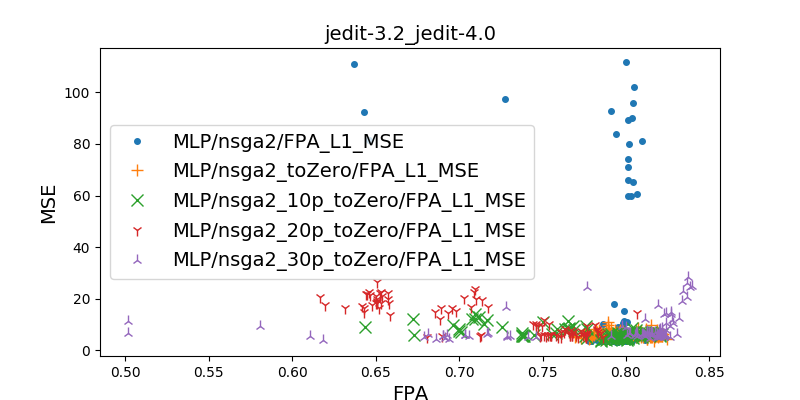 jedit-3.2_jedit-4.0
100
80
60
40
20
0
MSE
MLP/nsga2/FPA_L1_MSE
MLP/nsga2_toZero/FPA_L1_MSE
MLP/nsga2_10p_toZero/FPA_L1_MSE
MLP/nsga2_20p_toZero/FPA_L1_MSE
MLP/nsga2_30p_toZero/FPA_L1_MSE
0.50 0.55 0.60 0.65 0.70 0.75 0.80 0.85
FPA